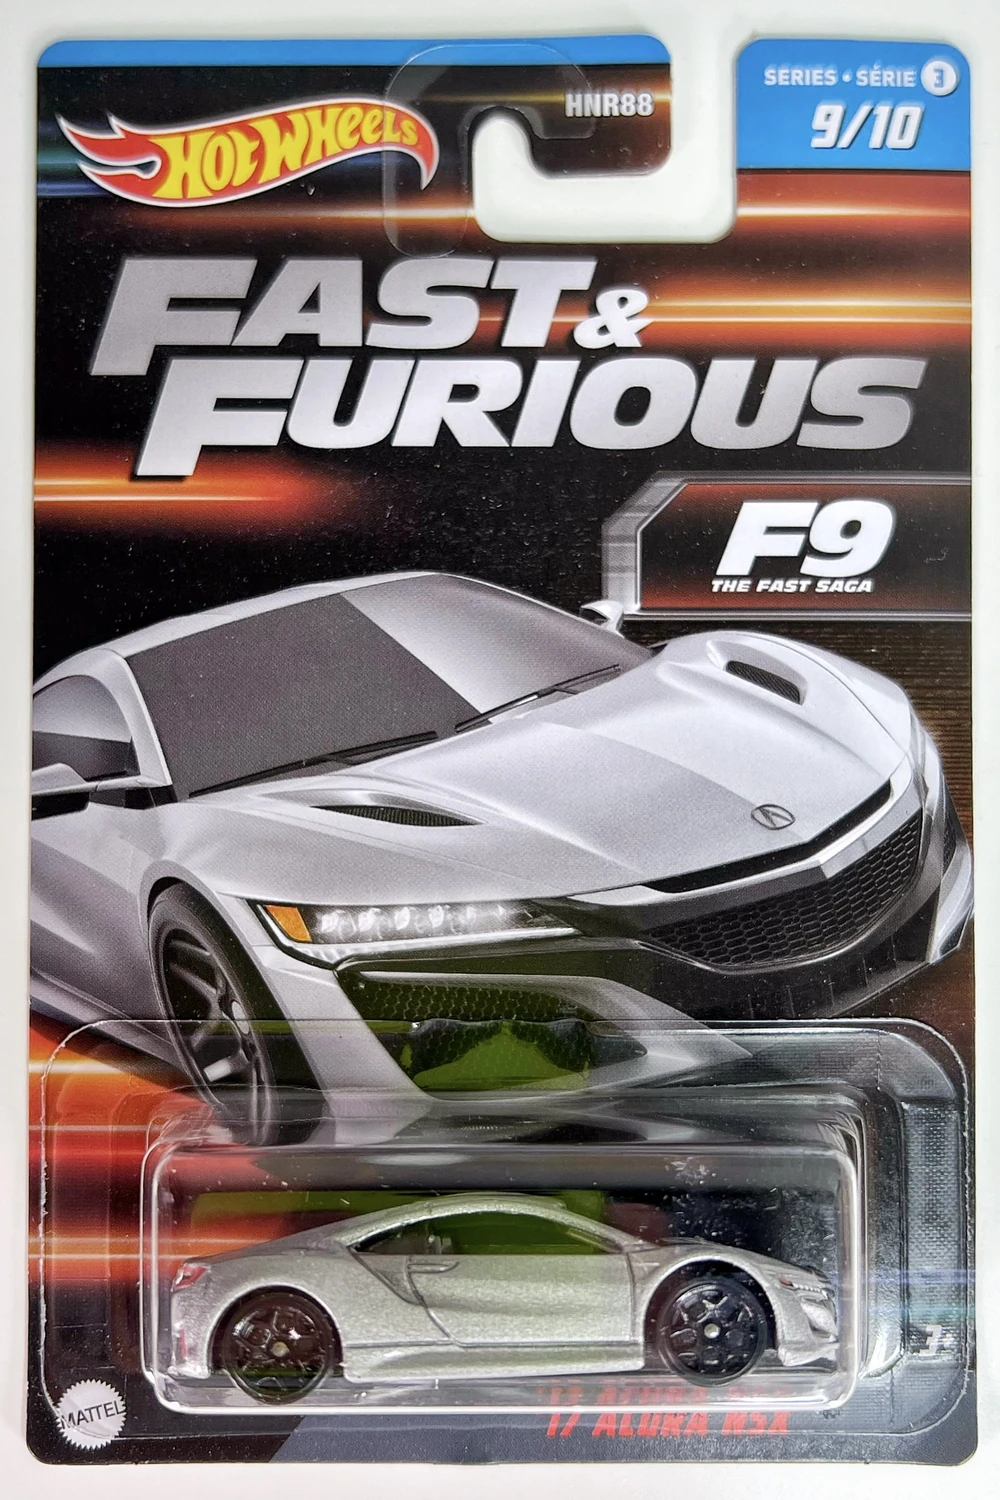 HOT WHEELS
HNR88
SERIES • SÉRIE 3
9/10
FAST &
FURIOUS
F9
THE FAST SAGA
'17 ACURA NSX
MATTEL